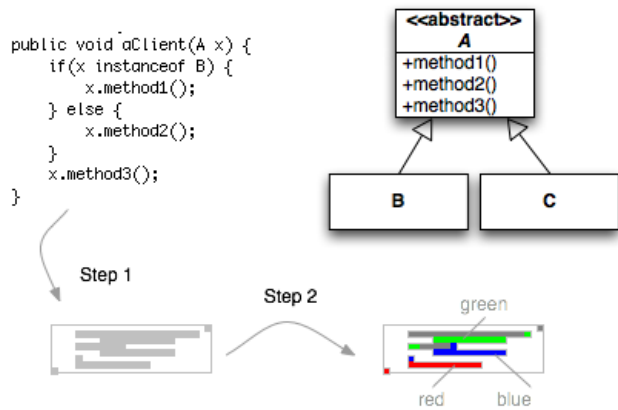 public void aClient(A x) {
if(x instanceof B) {
x.method1();
} else {
x.method2();
}
x.method3();
}
<<abstract>>
A
+method1()
+method2()
+method3()
B
C
Step 1
Step 2
green
red
blue